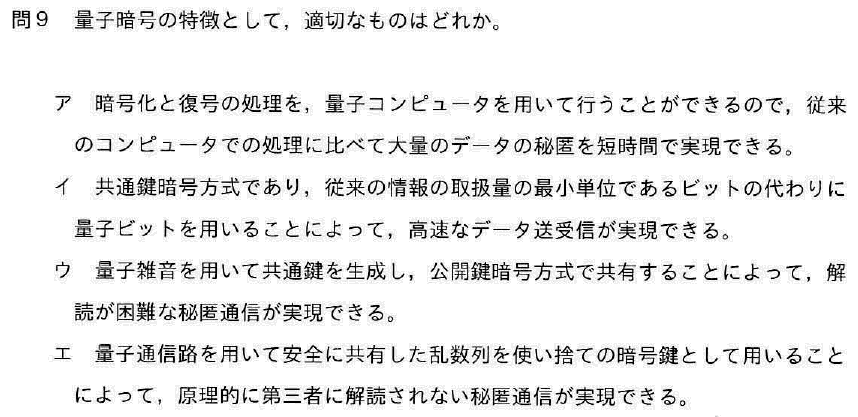 問9 量子暗号の特徴として，適切なものはどれか。
ア 暗号化と復号の処理を，量子コンピュータを用いて行うことができるので，従来
のコンピュータでの処理に比べて大量のデータの秘匿を短時間で実現できる。
イ 共通鍵暗号方式であり，従来の情報の取扱量の最小単位であるビットの代わりに
量子ビットを用いることによって，高速なデータ送受信が実現できる。
ウ 量子雑音を用いて共通鍵を生成し，公開鍵暗号方式で共有することによって，解
読が困難な秘匿通信が実現できる。
エ 量子通信路を用いて安全に共有した乱数列を使い捨ての暗号鍵として用いること
によって，原理的に第三者に解読されない秘匿通信が実現できる。